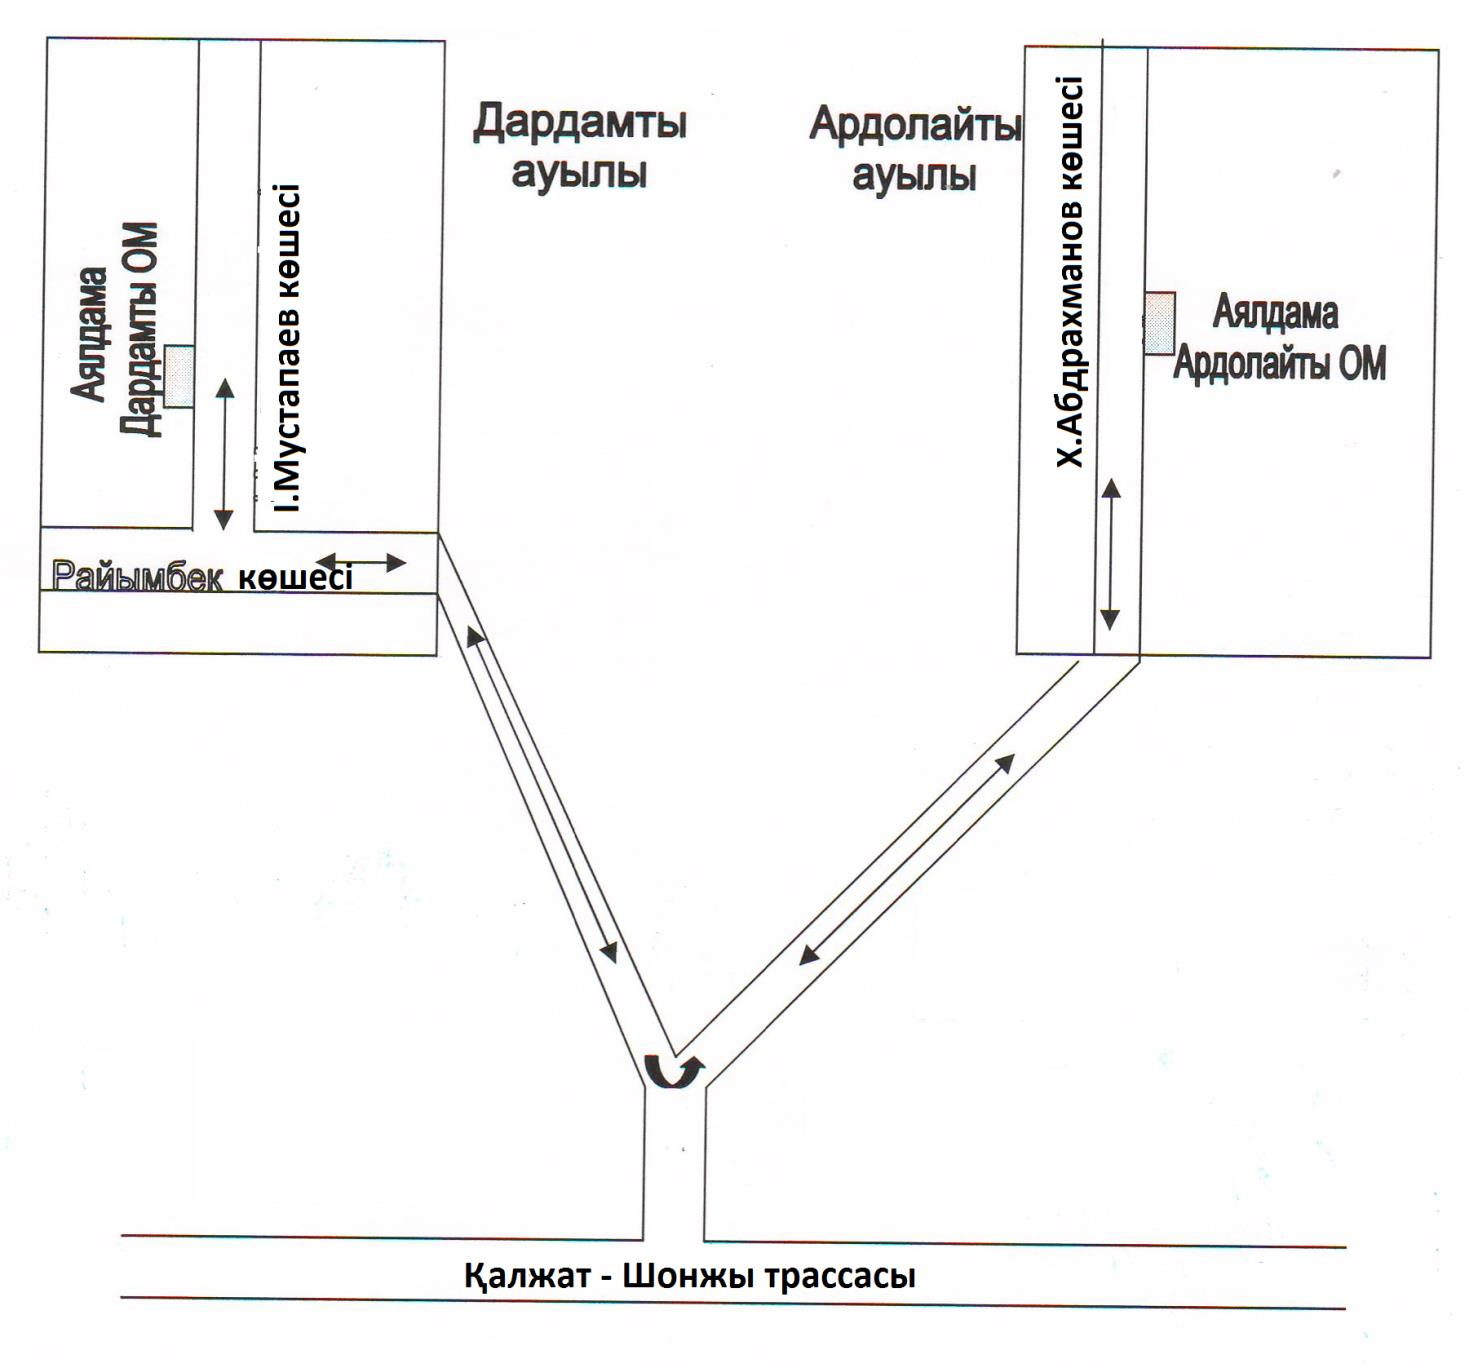 Дардамты
ауылы
Ардолайты
ауылы
Аялдама
Дардамты ОМ
І.Мустапаев көшесі
Х.Абдрахманов көшесі
Аялдама
Ардолайты ОМ
Райымбек көшесі
Қалжат - Шонжы трассасы